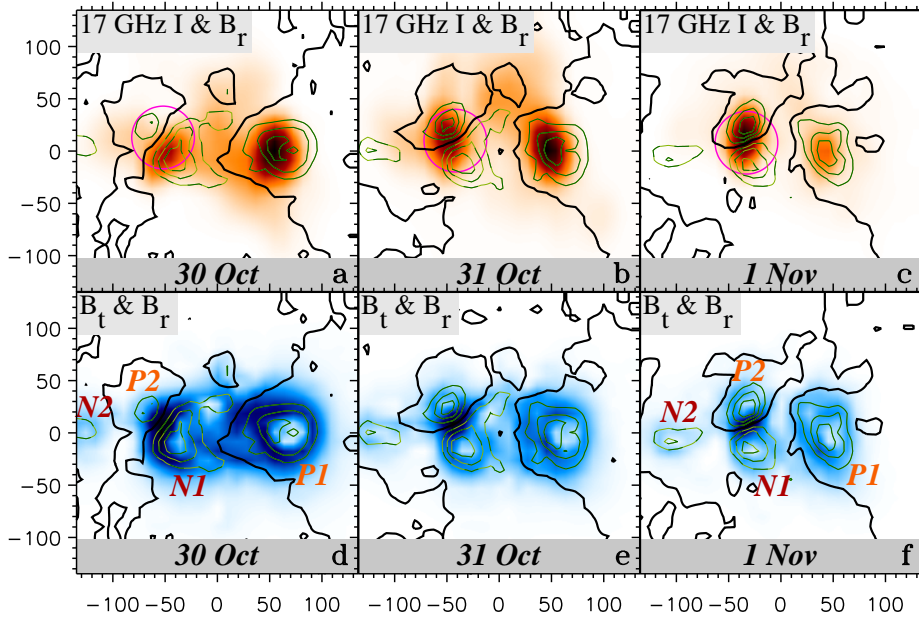 17 GHz I & B_r
17 GHz I & B_r
17 GHz I & B_r
100
50
0
−50
−100
30 Oct a
31 Oct b
1 Nov c
B_t & B_r
B_t & B_r
B_t & B_r
100
50
0
−50
−100
P2
N2
N1
P1
P2
N2
N1
P1
30 Oct d
31 Oct e
1 Nov f
−100 −50 0 50 100
−100 −50 0 50 100
−100 −50 0 50 100